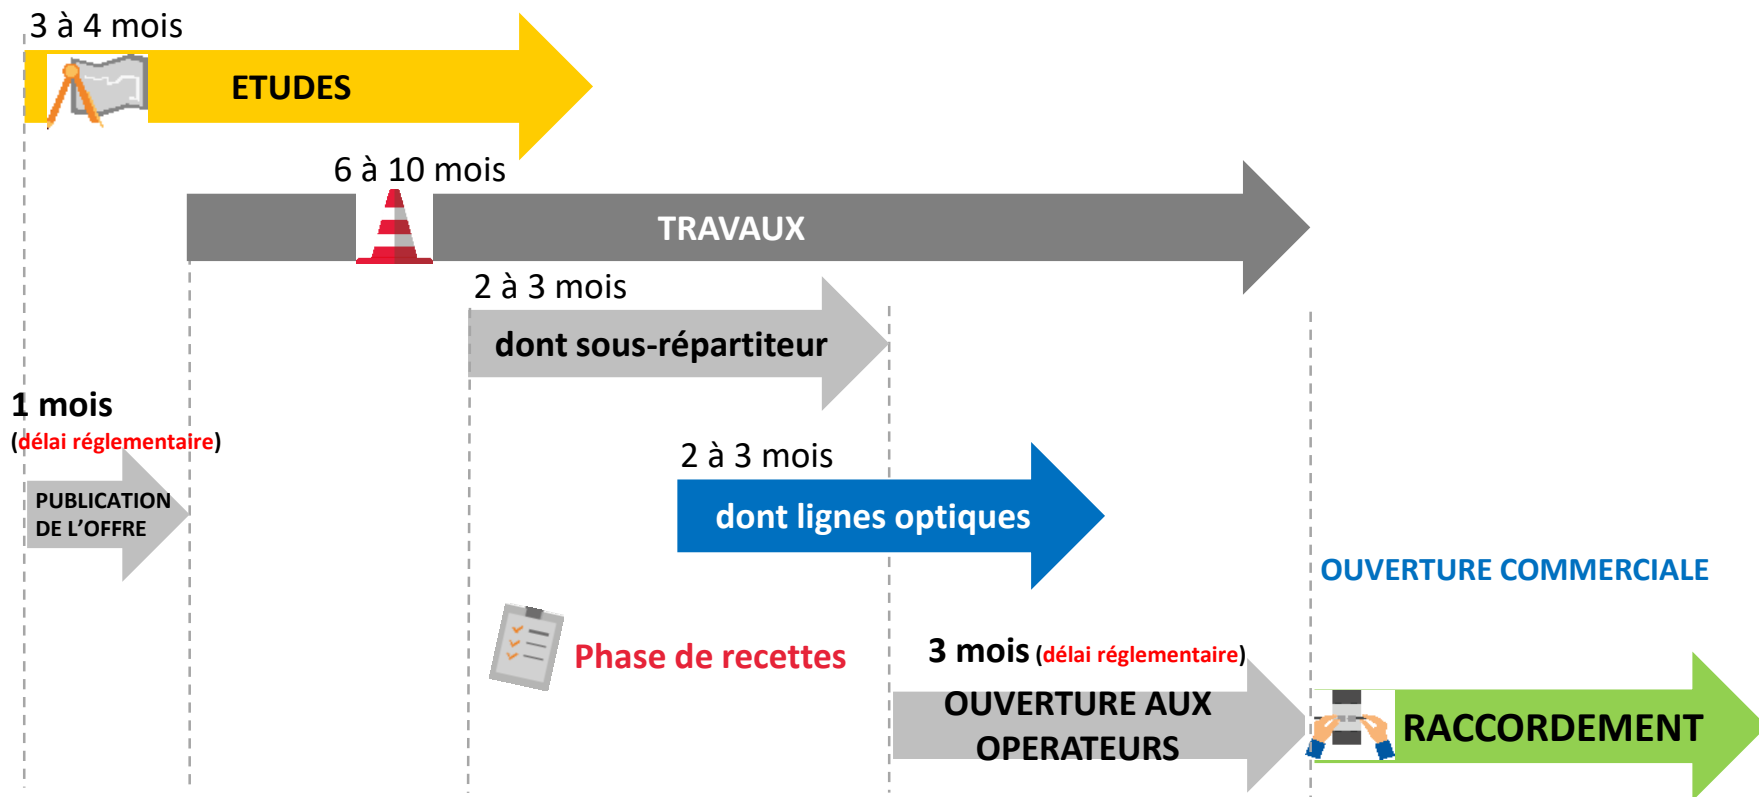 3 à 4 mois
ETUDES
6 à 10 mois
TRAVAUX
2 à 3 mois
dont sous-répartiteur
1 mois
(délai réglementaire)
PUBLICATION
DE L’OFFRE
2 à 3 mois
dont lignes optiques
OUVERTURE COMMERCIALE
Phase de recettes
3 mois (délai réglementaire)
OUVERTURE AUX
OPERATEURS
RACCORDEMENT